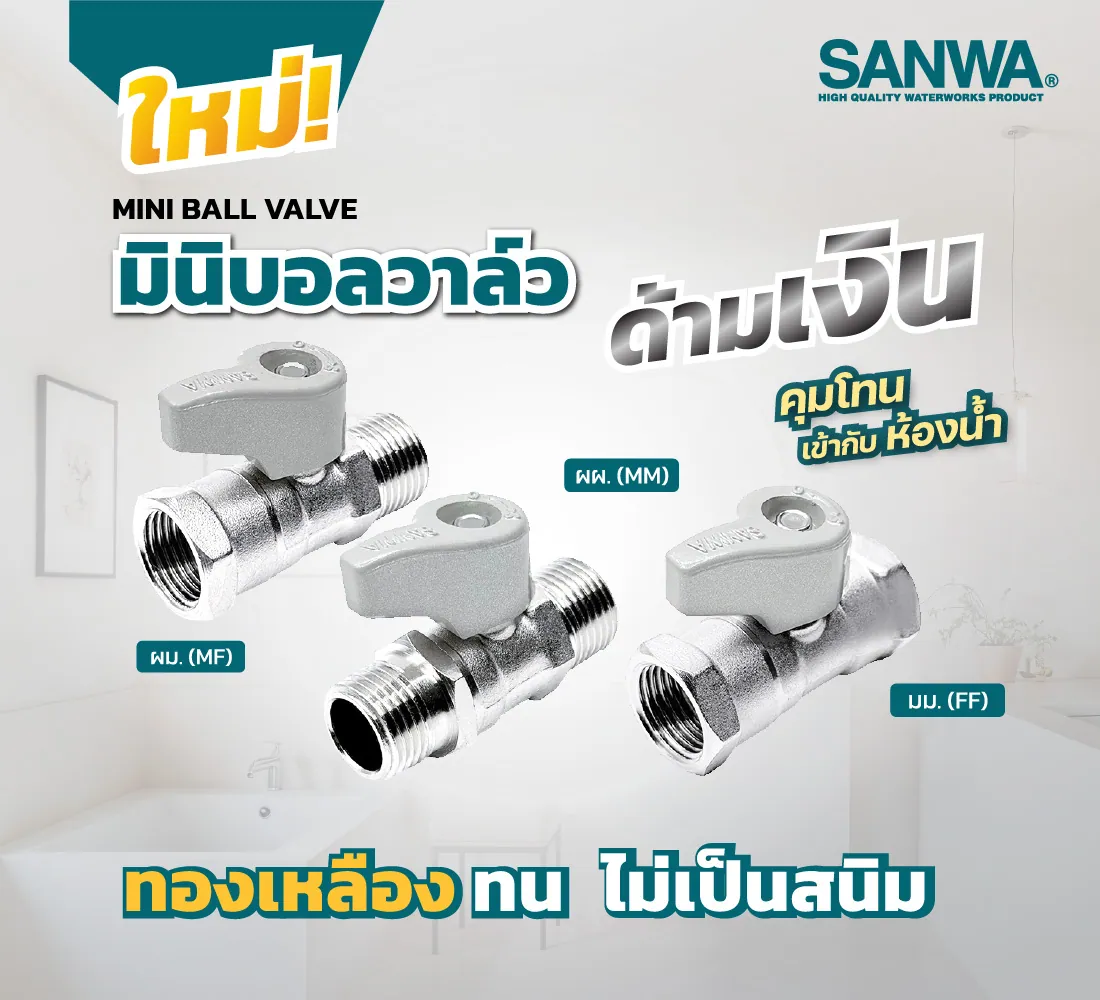 ใหม่!
SANWA®
HIGH QUALITY WATERWORKS PRODUCT
MINI BALL VALVE
มินิบอลวาล์ว
ด้ามเงิน
คุมโทน
เข้ากับ ห้องน้ำ
SANWA
ผผ. (MM)
SANWA
SANWA
ผม. (MF)
มม. (FF)
ทองเหลือง ทน ไม่เป็นสนิม